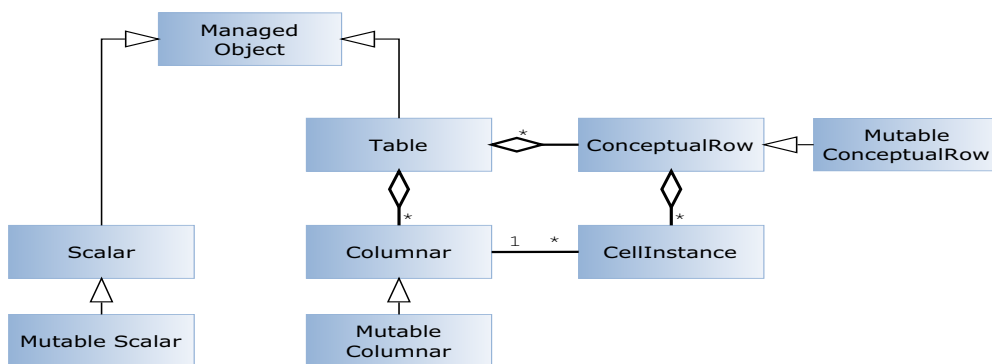 Managed
Object
Table
*
ConceptualRow
Mutable
ConceptualRow
*
*
Scalar
Columnar
1
*
CellInstance
Mutable Scalar
Mutable
Columnar